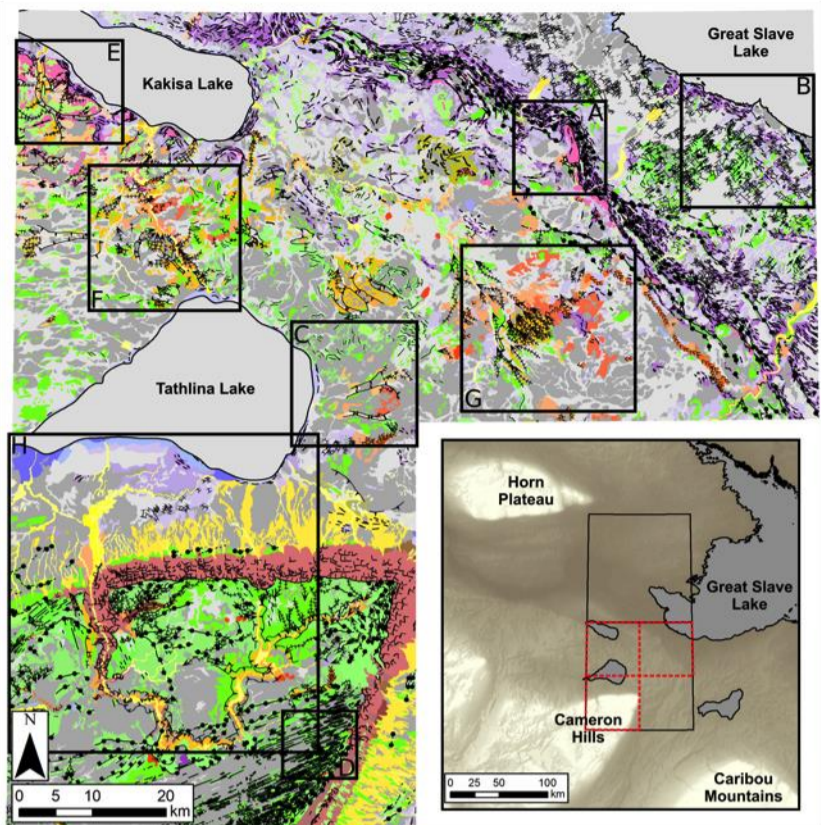 Great Slave
Lake
E
Kakisa Lake
B
A
F
C
Tathlina Lake
G
H
Horn
Plateau
Great Slave
Lake
Cameron
Hills
Caribou
Mountains
D
N
0 5 10 20
km
0 25 50 100
km